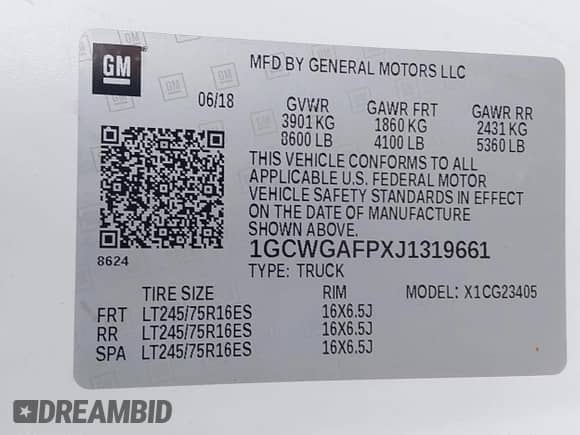 GM
MFD BY GENERAL MOTORS LLC
06/18
GVWR GAWR FRT GAWR RR
3901 KG 1860 KG 2431 KG
8600 LB 4100 LB 5360 LB
THIS VEHICLE CONFORMS TO ALL
APPLICABLE U.S. FEDERAL MOTOR
VEHICLE SAFETY STANDARDS IN EFFECT
ON THE DATE OF MANUFACTURE
SHOWN ABOVE.
8624
1GCWGAFPXJ1319661
TYPE: TRUCK
TIRE SIZE RIM MODEL: X1CG23405
FRT LT245/75R16ES 16X6.5J
RR LT245/75R16ES 16X6.5J
SPA LT245/75R16ES 16X6.5J
DREAMBID